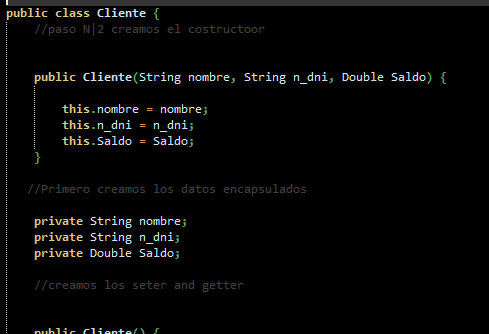 public class Cliente {
//paso N|2 creamos el costructoor
public Cliente(String nombre, String n_dni, Double Saldo) {
this.nombre = nombre;
this.n_dni = n_dni;
this.Saldo = Saldo;
}
//Primero creamos los datos encapsulados
private String nombre;
private String n_dni;
private Double Saldo;
//creamos los seter and getter
public Cliente() {